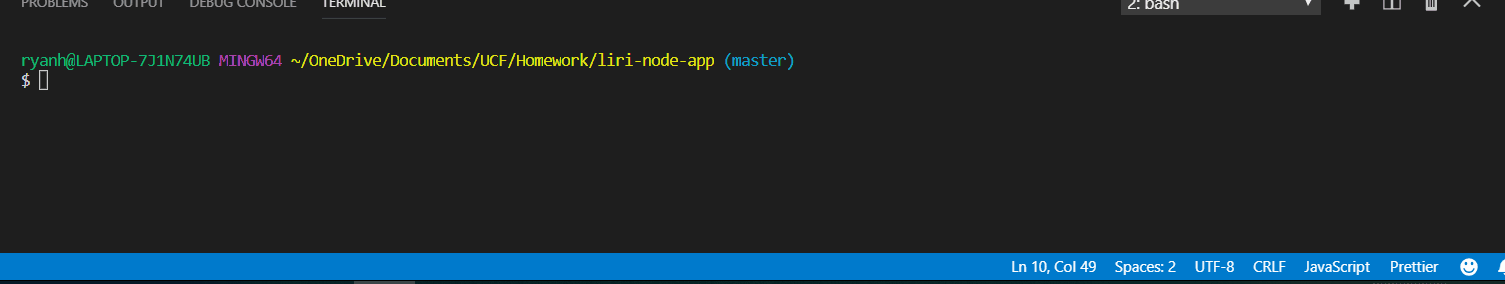 PROBLEMS OUTPUT DEBUG CONSOLE TERMINAL 2: bash
ryanh@LAPTOP-7J1N74UB MINGW64 ~/OneDrive/Documents/UCF/Homework/liri-node-app (master)
$
Ln 10, Col 49 Spaces: 2 UTF-8 CRLF JavaScript Prettier